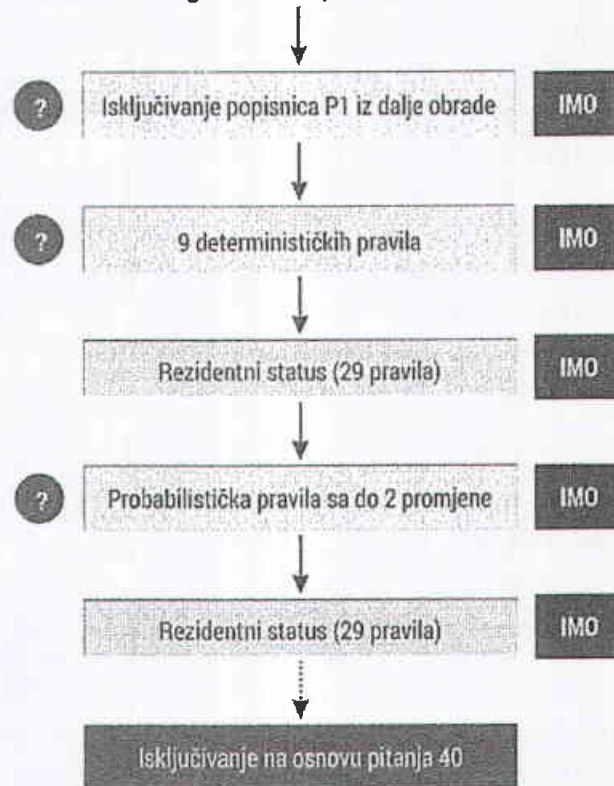 ?
Isključivanje popisnica P1 iz dalje obrade
IMO
?
9 determinističkih pravila
IMO
Rezidentni status (29 pravila)
IMO
?
Probabilistička pravila sa do 2 promjene
IMO
Rezidentni status (29 pravila)
IMO
Isključivanje na osnovu pitanja 40